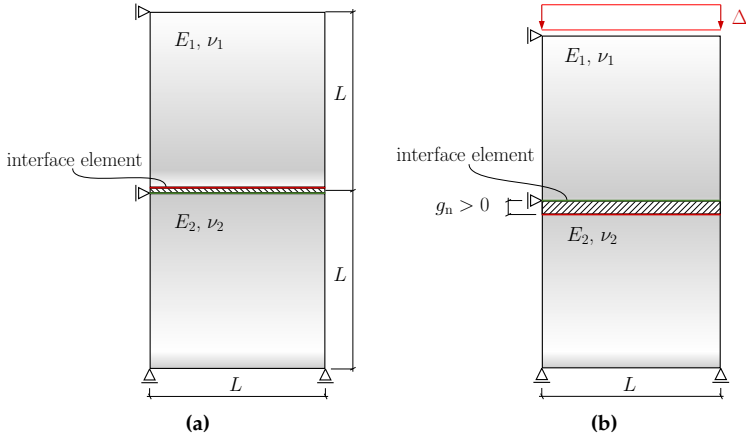 E₁, ν₁
L
interface element
E₂, ν₂
L
L
(a)
Δ
E₁, ν₁
interface element
gₙ > 0
E₂, ν₂
L
(b)